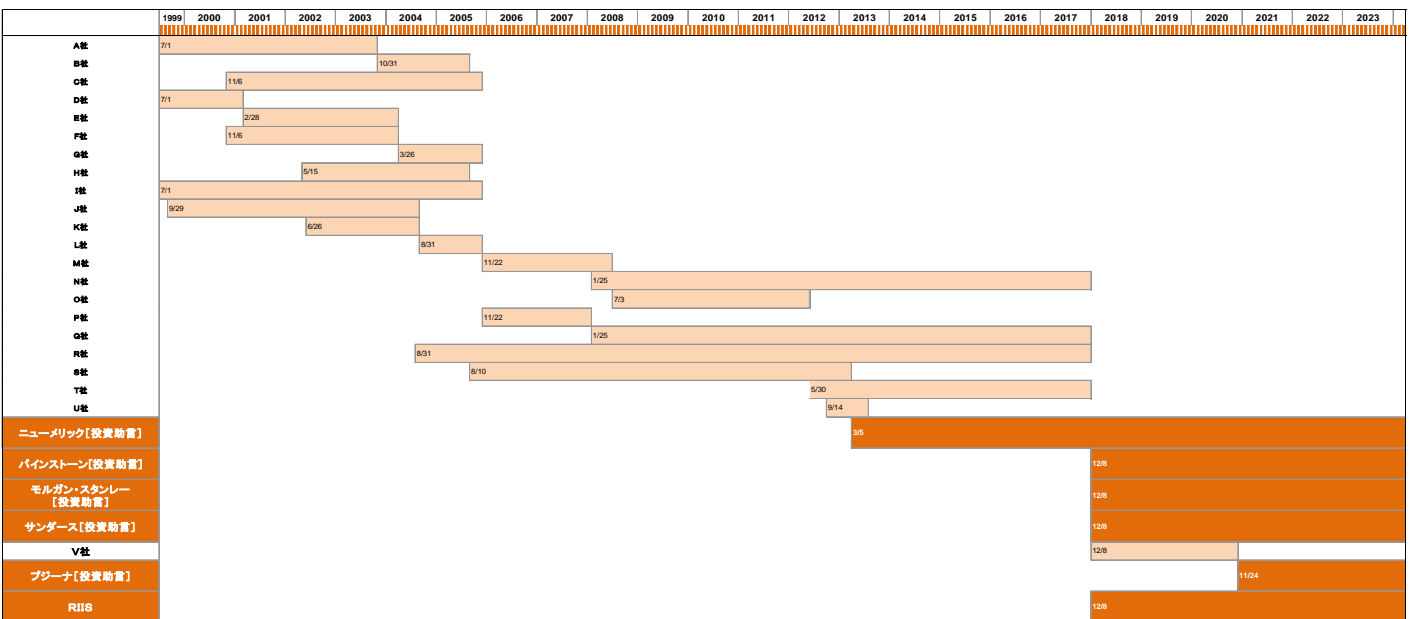 1999 2000 2001 2002 2003 2004 2005 2006 2007 2008 2009 2010 2011 2012 2013 2014 2015 2016 2017 2018 2019 2020 2021 2022 2023
A社 7/1
B社 10/31
C社 11/6
D社 7/1
E社 2/28
F社 11/6
G社 3/26
H社 5/15
I社 7/1
J社 9/29
K社 6/26
L社 8/31
M社 11/22
N社 1/25
O社 7/3
P社 11/22
Q社 1/25
R社 8/31
S社 8/10
T社 5/30
U社 9/14
ニューメリック[投資助言] 3/5
パインストーン[投資助言] 12/8
モルガン・スタンレー
[投資助言] 12/8
サンダース[投資助言] 12/8
V社 12/8
プジーナ[投資助言] 11/24
RIIS 12/8